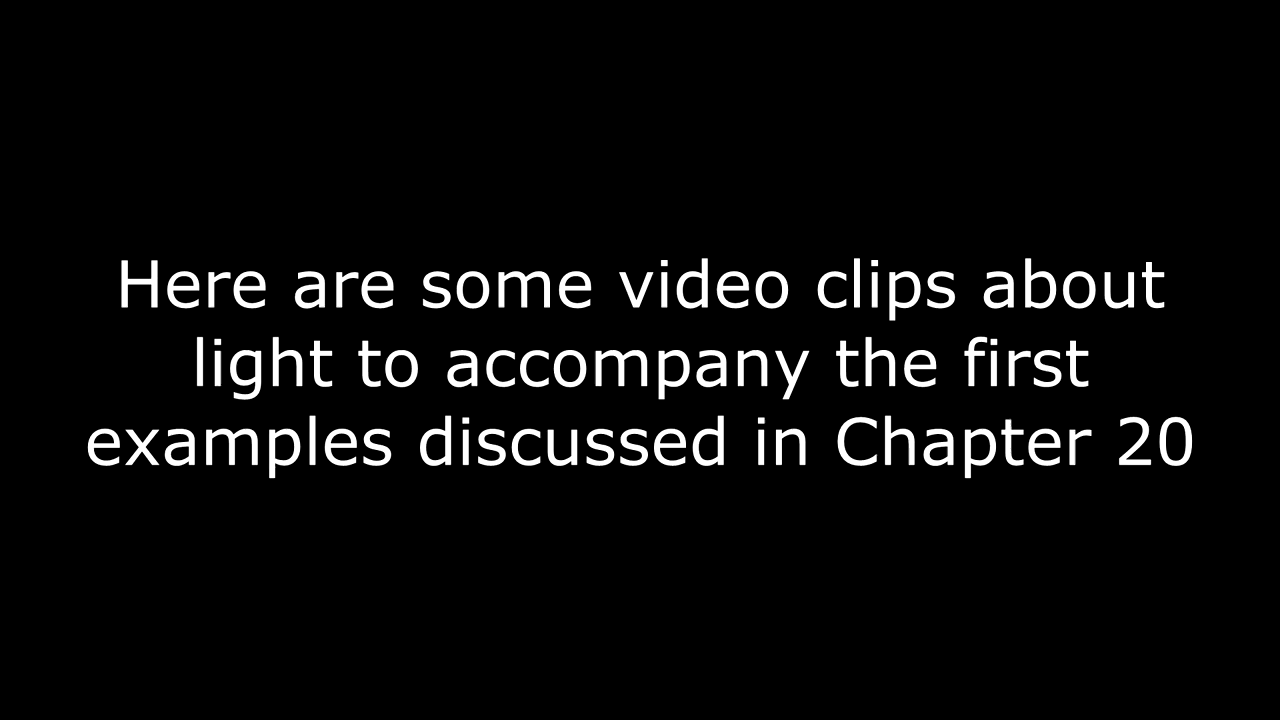 Here are some video clips about
light to accompany the first
examples discussed in Chapter 20